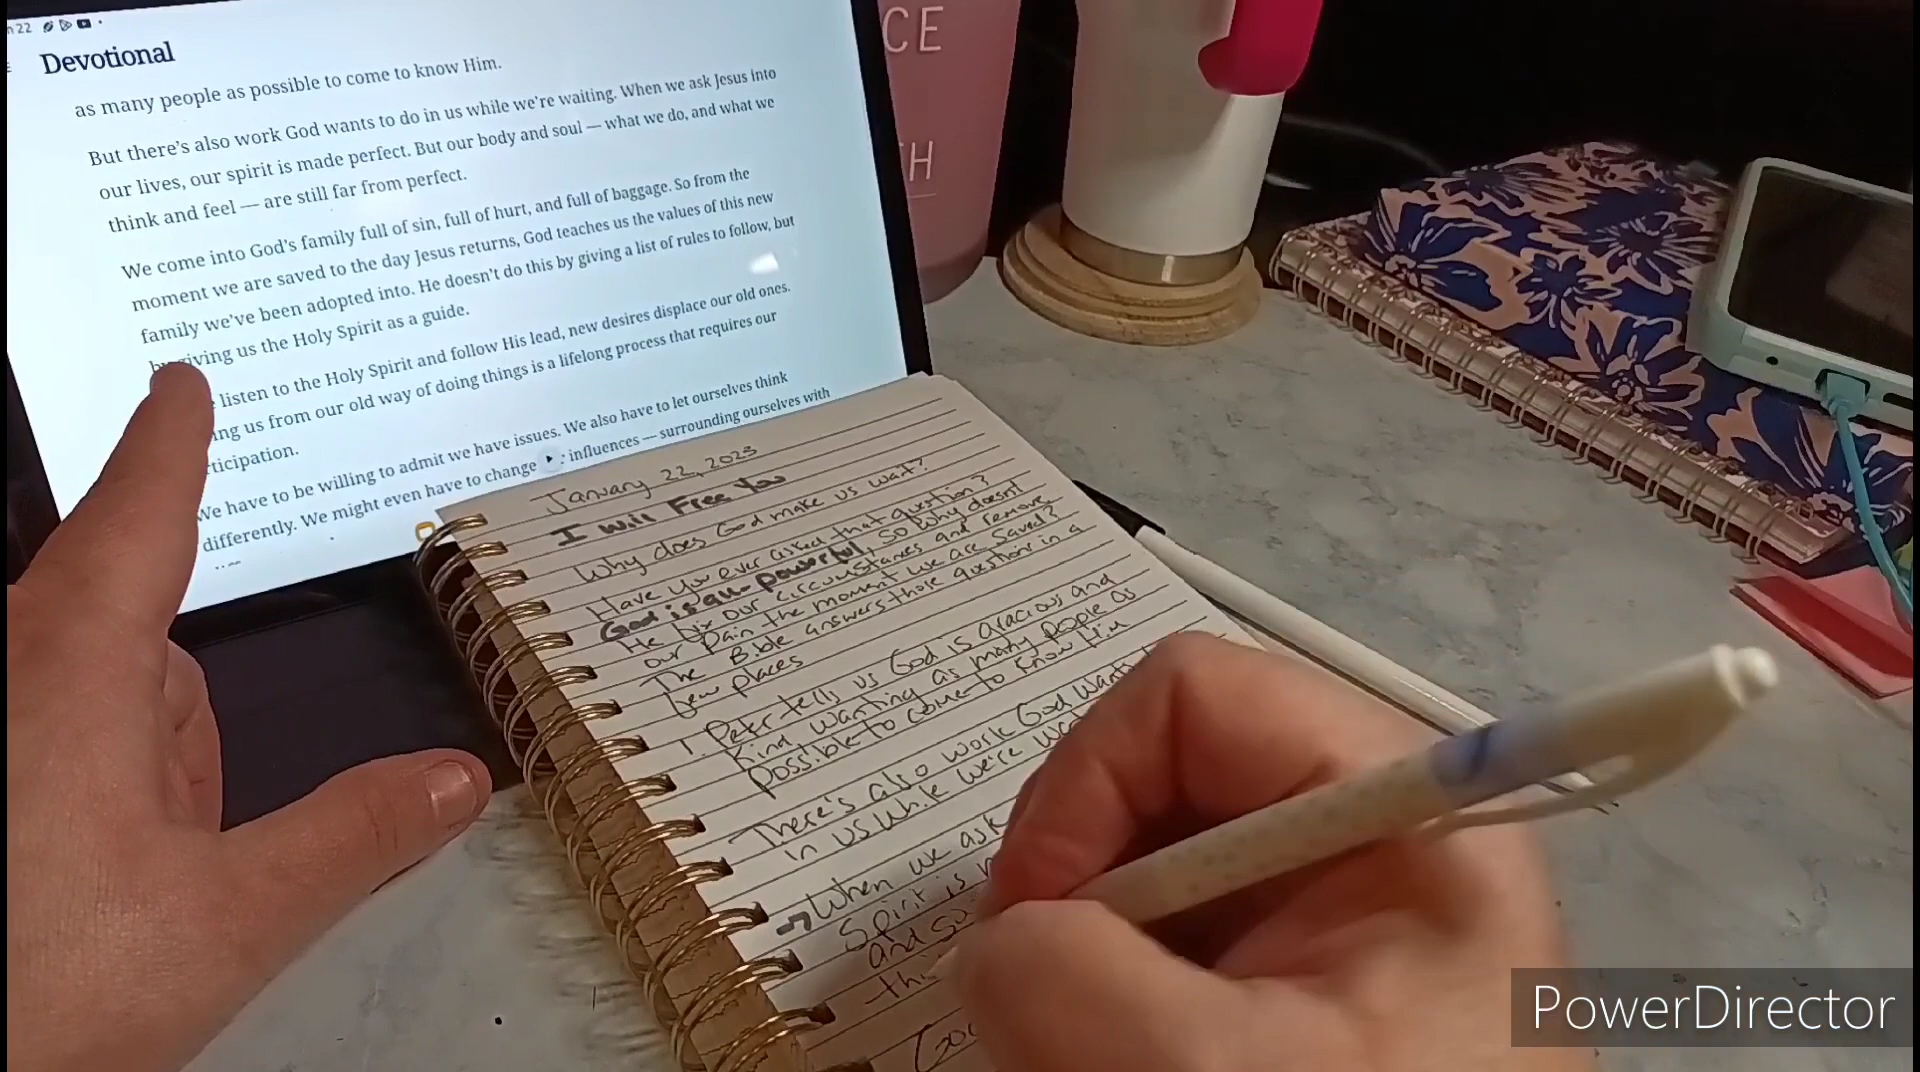 22
Devotional
as many people as possible to come to know Him.
But there's also work God wants to do in us while we're waiting. When we ask Jesus into
our lives, our spirit is made perfect. But our body and soul — what we do, and what we
think and feel — are still far from perfect.
We come into God's family full of sin, full of hurt, and full of baggage. So from the
moment we are saved to the day Jesus returns, God teaches us the values of this new
family we've been adopted into. He doesn't do this by giving a list of rules to follow, but
by giving us the Holy Spirit as a guide.
listen to the Holy Spirit and follow His lead, new desires displace our old ones.
ing us from our old way of doing things is a lifelong process that requires our
rticipation.
We have to be willing to admit we have issues. We also have to let ourselves think
differently. We might even have to change influences — surrounding ourselves with
CE
TH
January 22, 2023
I will Free You
Why does God make us wait?
Have you ever asked that question?
God is all-powerful, so why doesn't
He fix our circumstances and remove
our pain the moment we are saved?
The Bible answers those questions in a
few places
1. Peter tells us God is gracious and
Kind wanting as many people as
possible to come to know Him
There's also work God wants
in us while we're
When we ask
Spirit is
and
PowerDirector